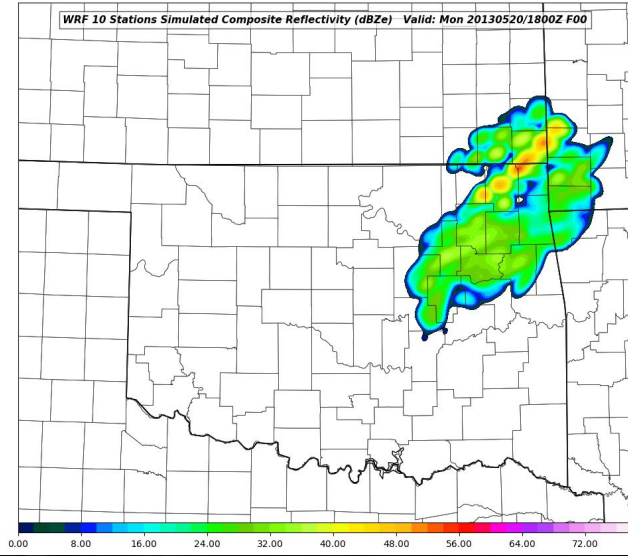 WRF 10 Stations Simulated Composite Reflectivity (dBZe)   Valid: Mon 20130520/1800Z F00
0.00 8.00 16.00 24.00 32.00 40.00 48.00 56.00 64.00 72.00